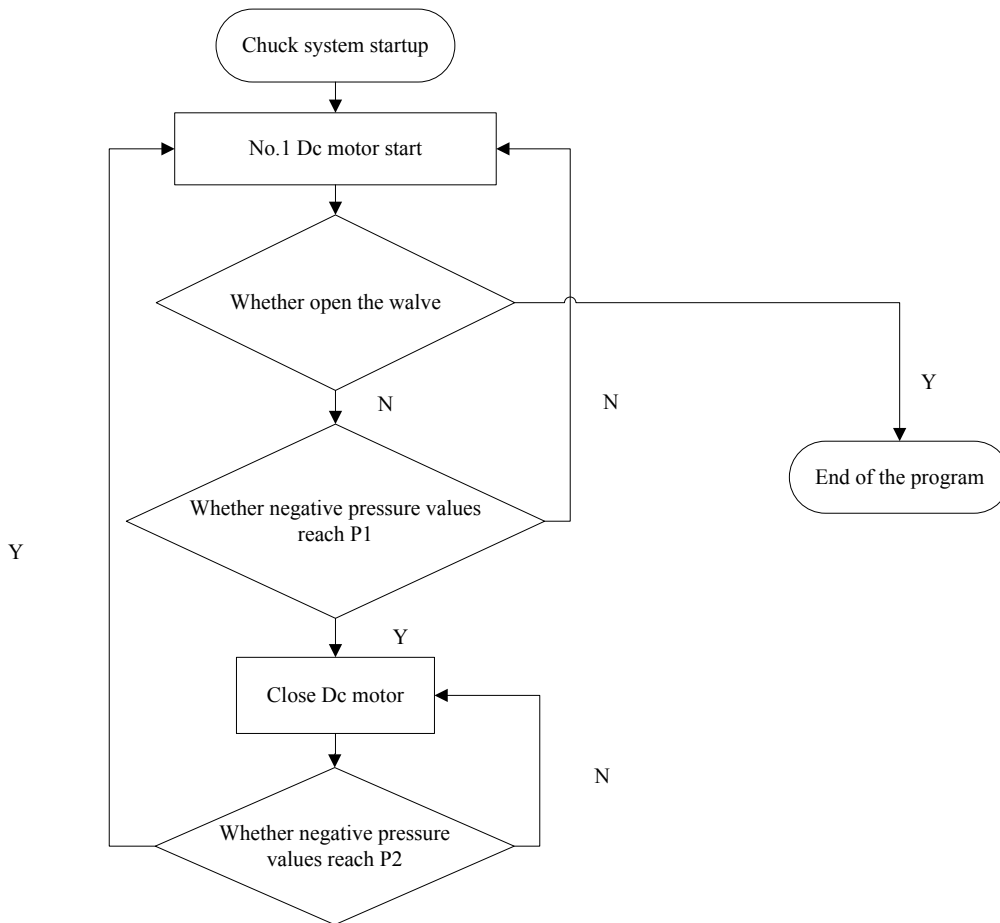 Chuck system startup
No.1 Dc motor start
Whether open the walve
Y
N
N
End of the program
Whether negative pressure values
reach P1
Y
Y
Close Dc motor
N
Whether negative pressure
values reach P2